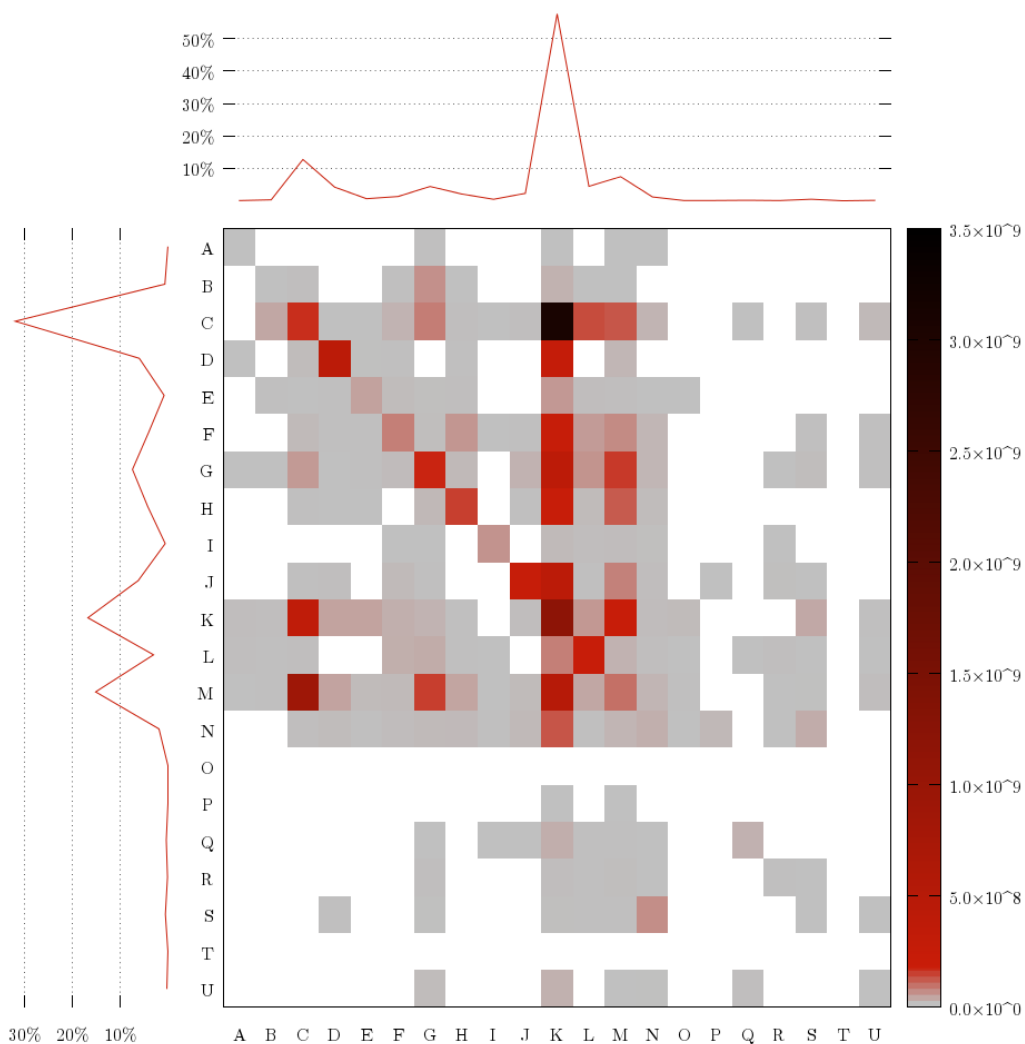 50%
40%
30%
20%
10%
A
B
C
D
E
F
G
H
I
J
K
L
M
N
O
P
Q
R
S
T
U
3.5×10^9
3.0×10^9
2.5×10^9
2.0×10^9
1.5×10^9
1.0×10^9
5.0×10^8
0.0×10^0
30% 20% 10%
A B C D E F G H I J K L M N O P Q R S T U